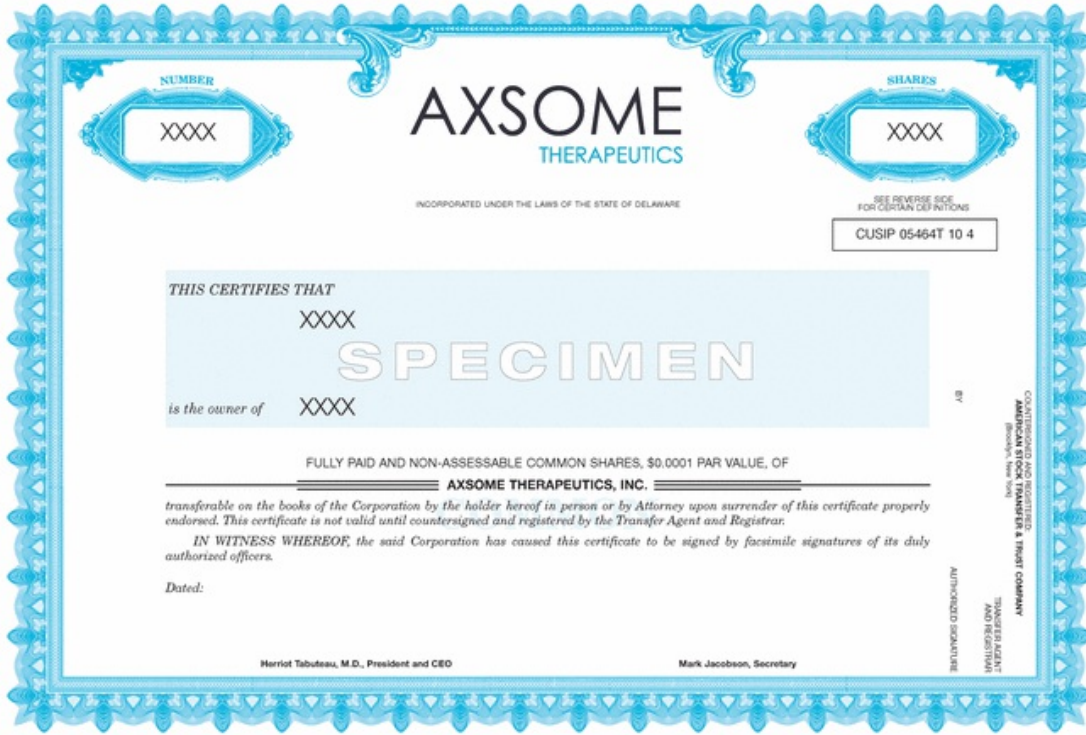 NUMBER
XXXX
AXSOME
THERAPEUTICS
SHARES
XXXX
INCORPORATED UNDER THE LAWS OF THE STATE OF DELAWARE
SEE REVERSE SIDE
FOR CERTAIN DEFINITIONS
CUSIP 05464T 10 4
THIS CERTIFIES THAT
XXXX
SPECIMEN
is the owner of XXXX
FULLY PAID AND NON-ASSESSABLE COMMON SHARES, $0.0001 PAR VALUE, OF
AXSOME THERAPEUTICS, INC.
transferable on the books of the Corporation by the holder hereof in person or by Attorney upon surrender of this certificate properly
endorsed. This certificate is not valid until countersigned and registered by the Transfer Agent and Registrar.
IN WITNESS WHEREOF, the said Corporation has caused this certificate to be signed by facsimile signatures of its duly
authorized officers.
Dated:
Herriot Tabuteau, M.D., President and CEO
Mark Jacobson, Secretary
COUNTERSIGNED AND REGISTERED:
AMERICAN STOCK TRANSFER & TRUST COMPANY
(Brooklyn, New York)
TRANSFER AGENT
AND REGISTRAR
BY
AUTHORIZED SIGNATURE